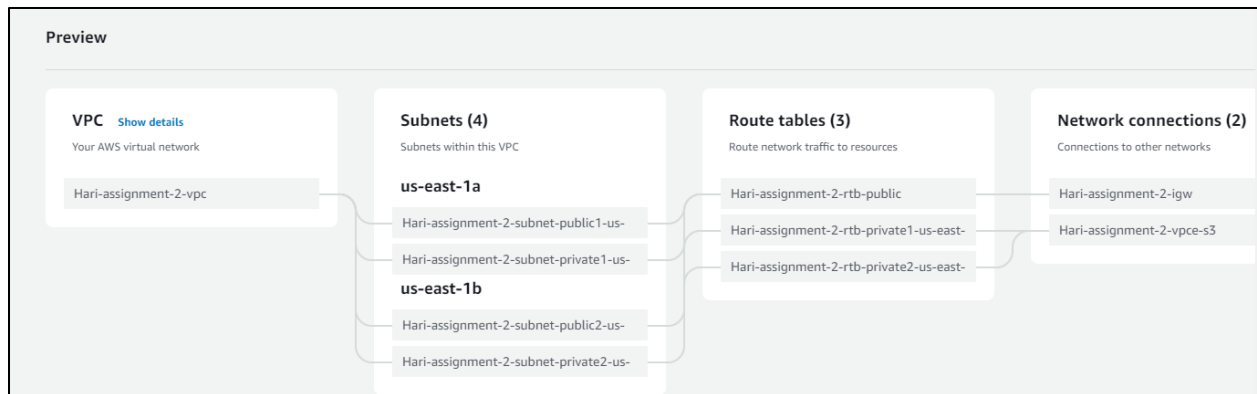 Preview
VPC Show details
Your AWS virtual network
Hari-assignment-2-vpc
Subnets (4)
Subnets within this VPC
us-east-1a
Hari-assignment-2-subnet-public1-us-
Hari-assignment-2-subnet-private1-us-
us-east-1b
Hari-assignment-2-subnet-public2-us-
Hari-assignment-2-subnet-private2-us-
Route tables (3)
Route network traffic to resources
Hari-assignment-2-rtb-public
Hari-assignment-2-rtb-private1-us-east-
Hari-assignment-2-rtb-private2-us-east-
Network connections (2)
Connections to other networks
Hari-assignment-2-igw
Hari-assignment-2-vpce-s3